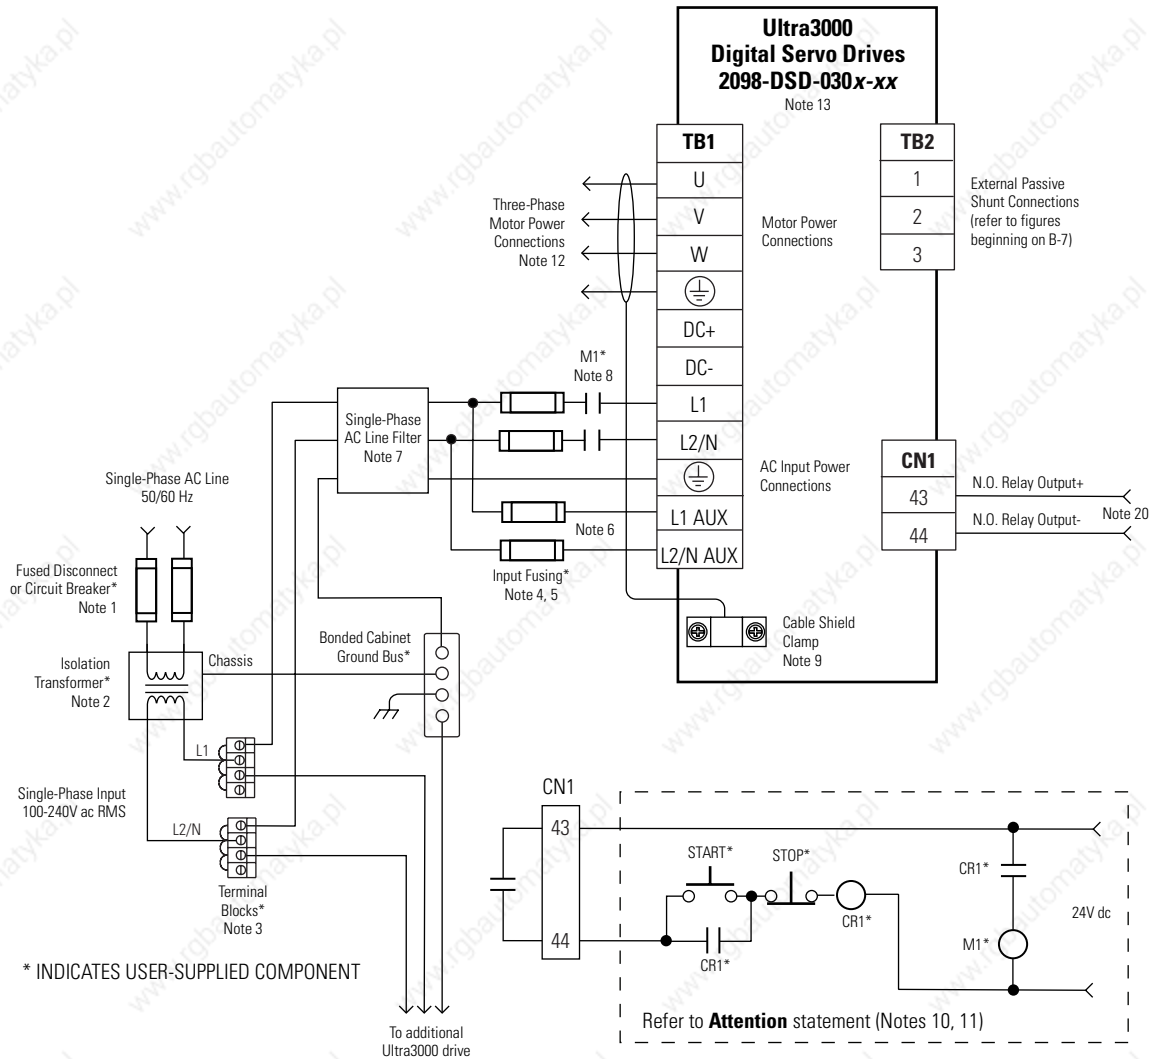 Ultra3000
Digital Servo Drives
2098-DSD-030x-xx
Note 13
TB1
U
V
W
DC+
DC-
L1
L2/N
L1 AUX
L2/N AUX
TB2
1
2
3
External Passive
Shunt Connections
(refer to figures
beginning on B-7)
Three-Phase
Motor Power
Connections
Note 12
Motor Power
Connections
M1*
Note 8
Single-Phase
AC Line Filter
Note 7
AC Input Power
Connections
CN1
43
44
N.O. Relay Output+
N.O. Relay Output-
Note 20
Single-Phase AC Line
50/60 Hz
Note 6
Input Fusing*
Note 4, 5
Fused Disconnect
or Circuit Breaker*
Note 1
Cable Shield
Clamp
Note 9
Bonded Cabinet
Ground Bus*
Isolation
Transformer*
Note 2
Chassis
L1
Single-Phase Input
100-240V ac RMS
L2/N
Terminal
Blocks*
Note 3
CN1
43
44
START*
STOP*
CR1*
CR1*
CR1*
M1*
24V dc
Refer to Attention statement (Notes 10, 11)
* INDICATES USER-SUPPLIED COMPONENT
To additional
Ultra3000 drive
www.rgbautomatyka.pl